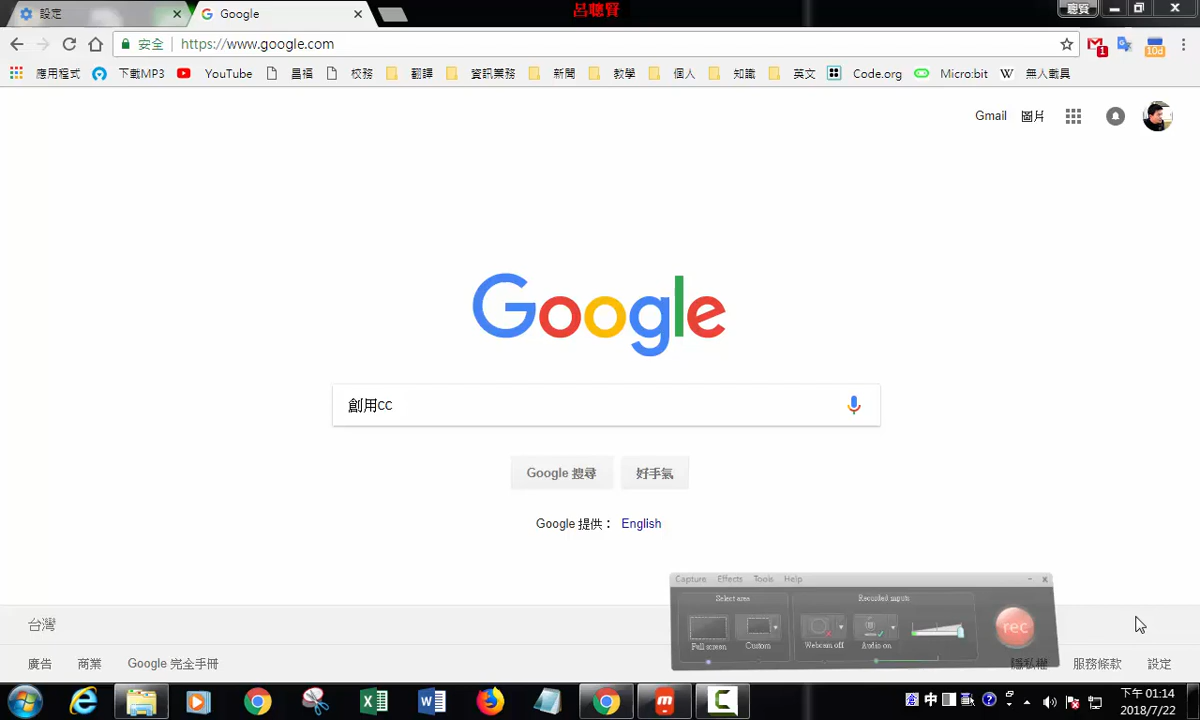 呂聰賢
設定
Google
聰賢
安全
https://www.google.com
1
10d
應用程式
下載MP3
YouTube
昌福
校務
翻譯
資訊業務
新聞
教學
個人
知識
英文
Code.org
Micro:bit
無人載具
Gmail
圖片
Google
創用CC
Google 搜尋
好手氣
Google 提供： English
Capture Effects Tools Help
Select area
Recorded inputs
Full screen
Custom
Webcam off
Audio on
rec
台灣
廣告
商業
Google 完全手冊
隱私權
服務條款
設定
中
下午 01:14
2018/7/22